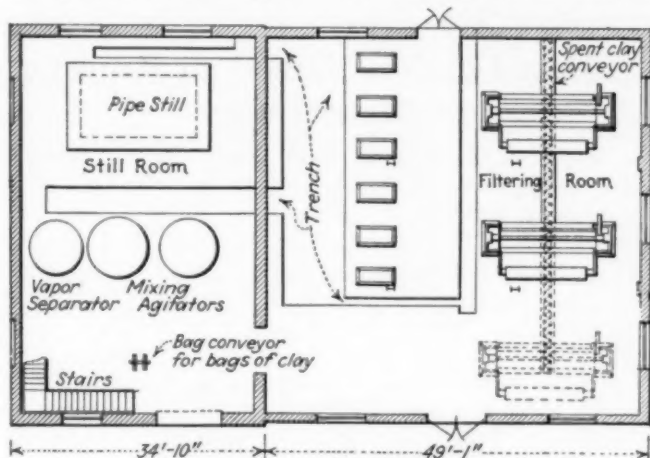 Pipe Still
Still Room
Vapor
Separator
Mixing
Agitators
Bag conveyor
for bags of clay
Stairs
Trench
Spent clay
conveyor
Filtering Room
34'-10"
49'-1"